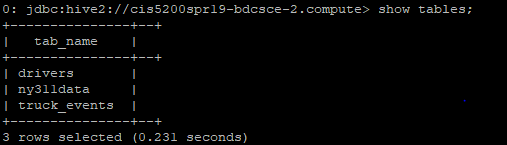 0: jdbc:hive2://cis5200spr19-bdcsce-2.compute> show tables;
+---------------+--+
|   tab_name    |
+---------------+--+
| drivers       |
| ny311data     |
| truck_events  |
+---------------+--+
3 rows selected (0.231 seconds)